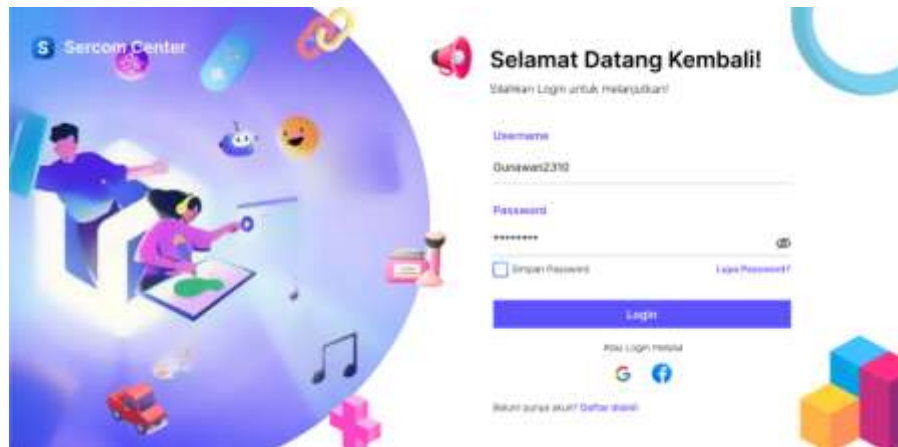 S Sercom Center
Selamat Datang Kembali!
Silahkan Login untuk melanjutkan!
Username
Gunawan2310
Password
********
Simpan Password
Lupa Password?
Login
Atau Login melalui
Belum punya akun? Daftar disini!